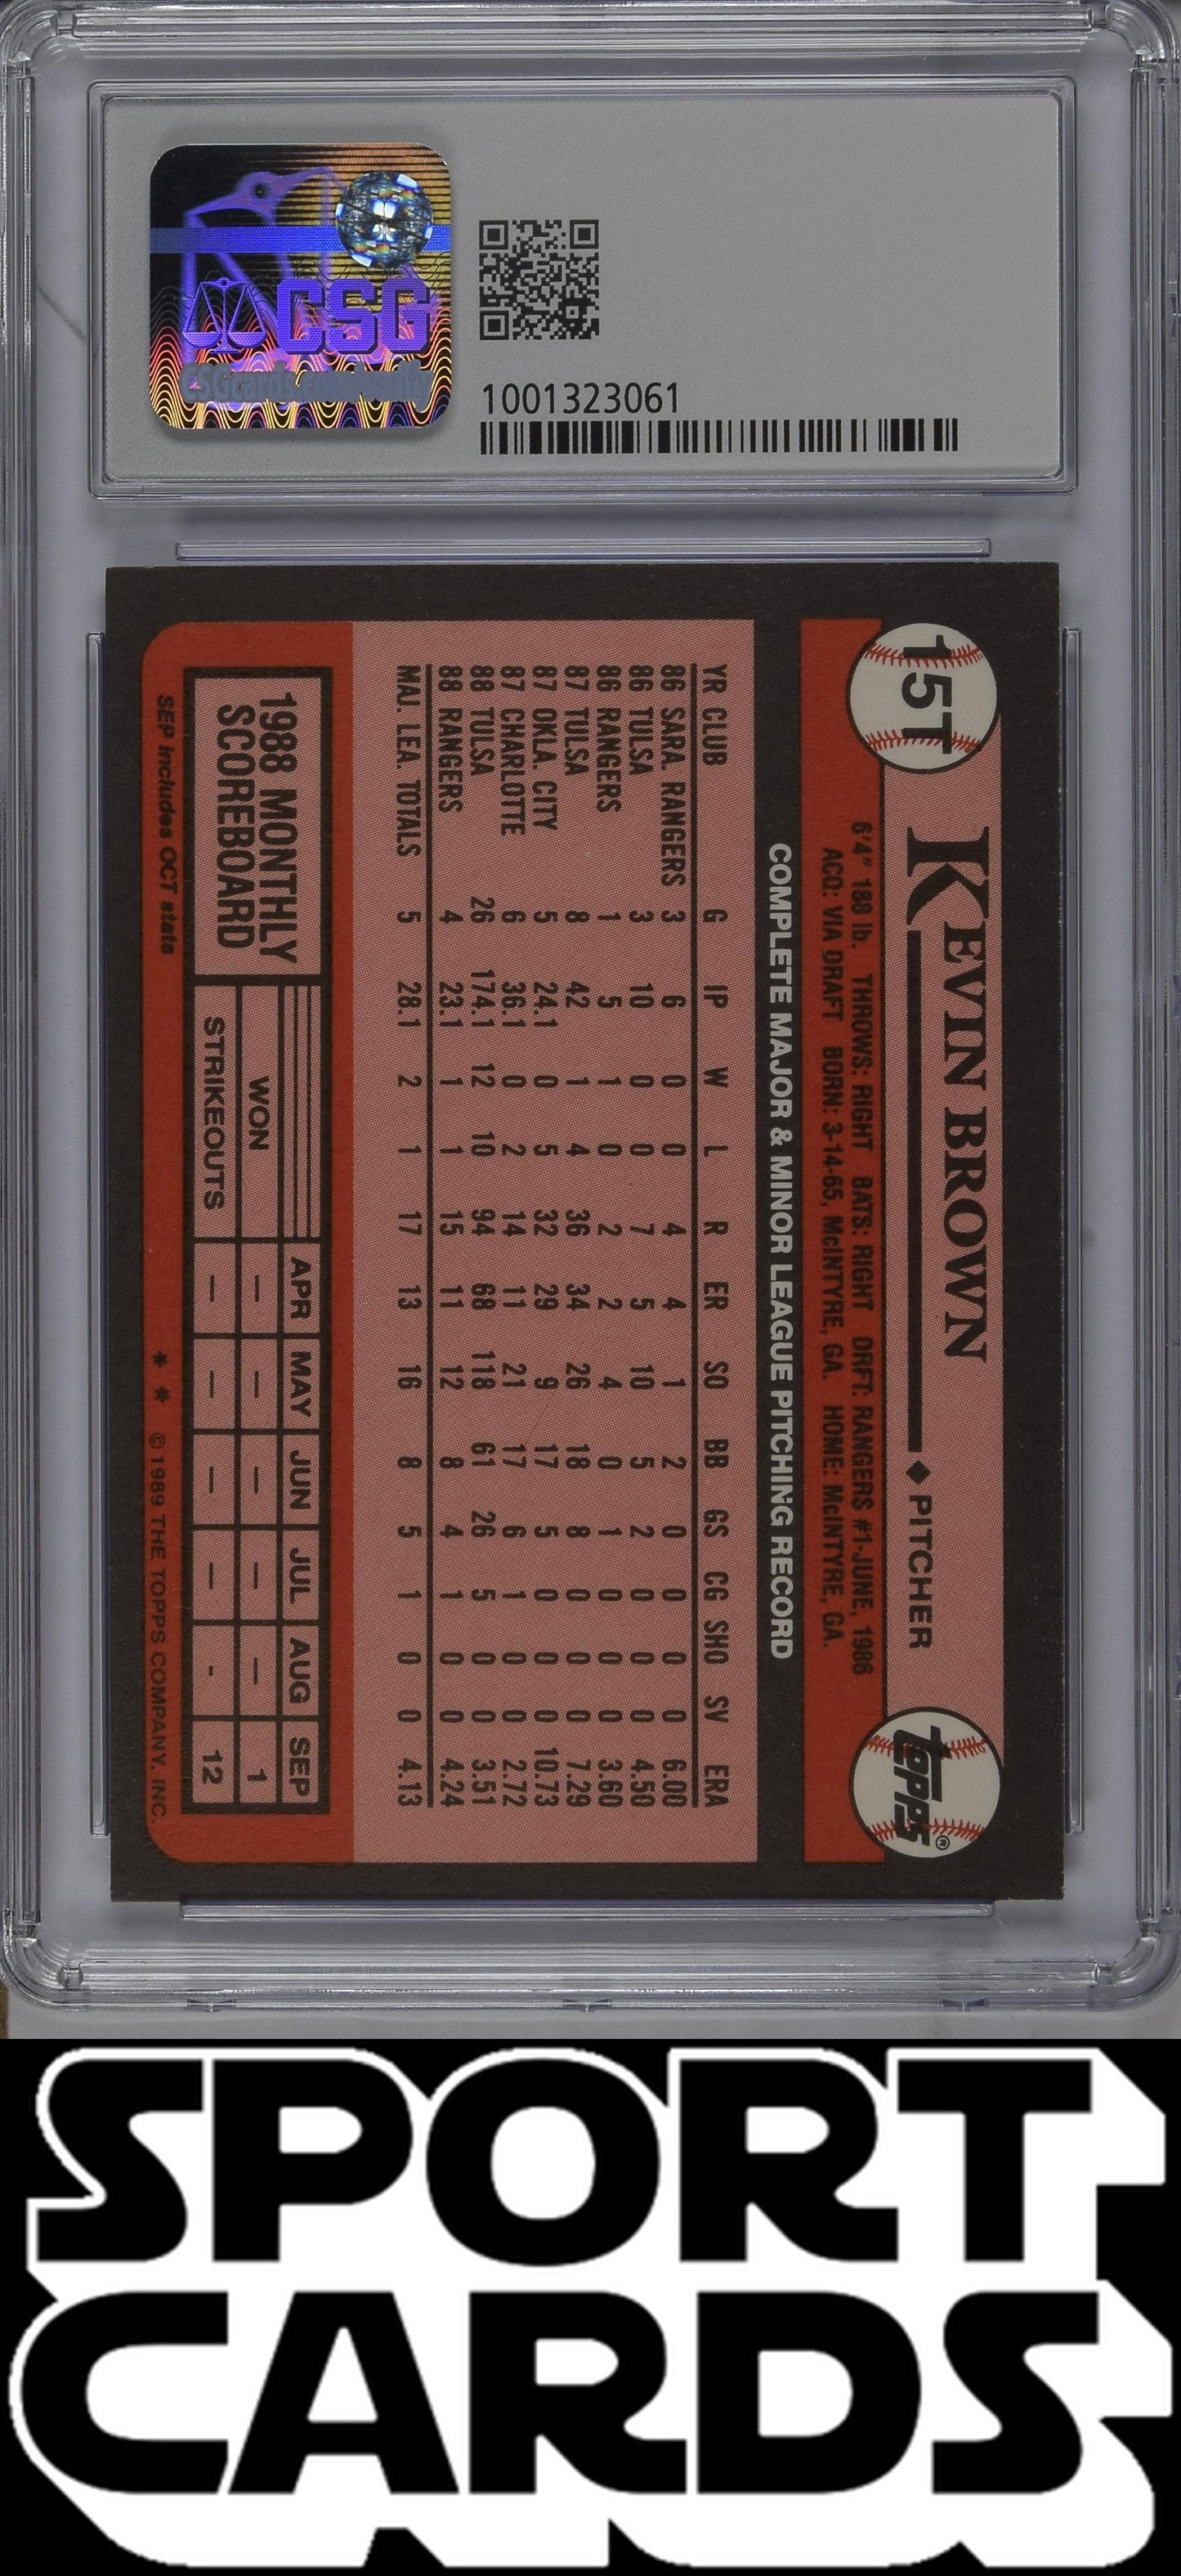 CSG
CSGcards.com/verify
1001323061
15T
KEVIN BROWN ◆ PITCHER
topps®
6'4" 188 lb. THROWS: RIGHT BATS: RIGHT DRFT: RANGERS #1-JUNE, 1986
ACQ: VIA DRAFT BORN: 3-14-65, McINTYRE, GA. HOME: McINTYRE, GA.
COMPLETE MAJOR & MINOR LEAGUE PITCHING RECORD
YR CLUB G IP W L R ER SO BB GS CG SHO SV ERA
86 SARA. RANGERS 3 6 0 0 4 4 1 2 0 0 0 0 6.00
86 TULSA 3 10 0 0 7 5 10 5 2 0 0 0 4.50
86 RANGERS 1 5 1 0 2 2 4 0 1 0 0 0 3.60
87 TULSA 8 42 1 4 36 34 26 18 8 0 0 0 7.29
87 OKLA. CITY 5 24.1 0 5 32 29 9 17 5 0 0 0 10.73
87 CHARLOTTE 6 36.1 0 2 14 11 21 17 6 1 0 0 2.72
88 TULSA 26 174.1 12 10 94 68 118 61 26 5 0 0 3.51
88 RANGERS 4 23.1 1 1 15 11 12 8 4 1 0 0 4.24
MAJ. LEA. TOTALS 5 28.1 2 1 17 13 16 8 5 1 0 0 4.13
1988 MONTHLY
SCOREBOARD
APR MAY JUN JUL AUG SEP
WON – – – – – 1
STRIKEOUTS – – – – - 12
SEP includes OCT stats
* * ©1989 THE TOPPS COMPANY, INC.
SPORT
CARDS